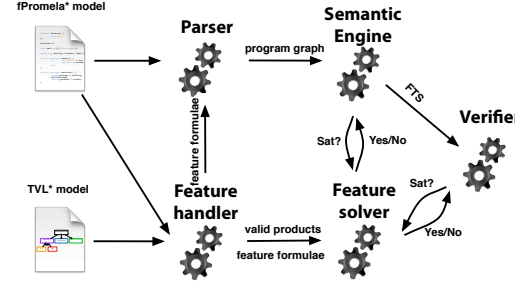 fPromela* model
Parser
Semantic
Engine
program graph
FTS
Verifier
feature formulae
Sat?
Yes/No
TVL* model
Feature
handler
Feature
solver
Sat?
valid products
feature formulae
Yes/No